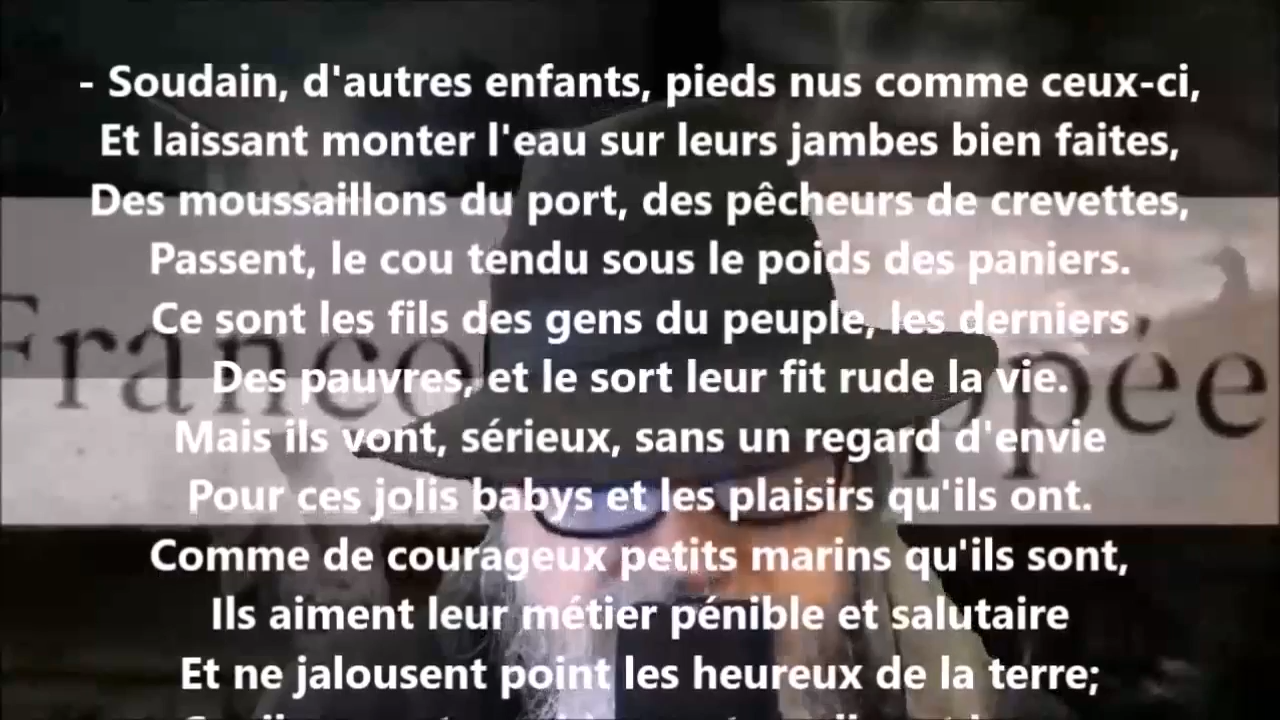 - Soudain, d'autres enfants, pieds nus comme ceux-ci,
Et laissant monter l'eau sur leurs jambes bien faites,
Des moussaillons du port, des pêcheurs de crevettes,
Passent, le cou tendu sous le poids des paniers.
Ce sont les fils des gens du peuple, les derniers
Des pauvres, et le sort leur fit rude la vie.
Mais ils vont, sérieux, sans un regard d'envie
Pour ces jolis babys et les plaisirs qu'ils ont.
Comme de courageux petits marins qu'ils sont,
Ils aiment leur métier pénible et salutaire
Et ne jalousent point les heureux de la terre;